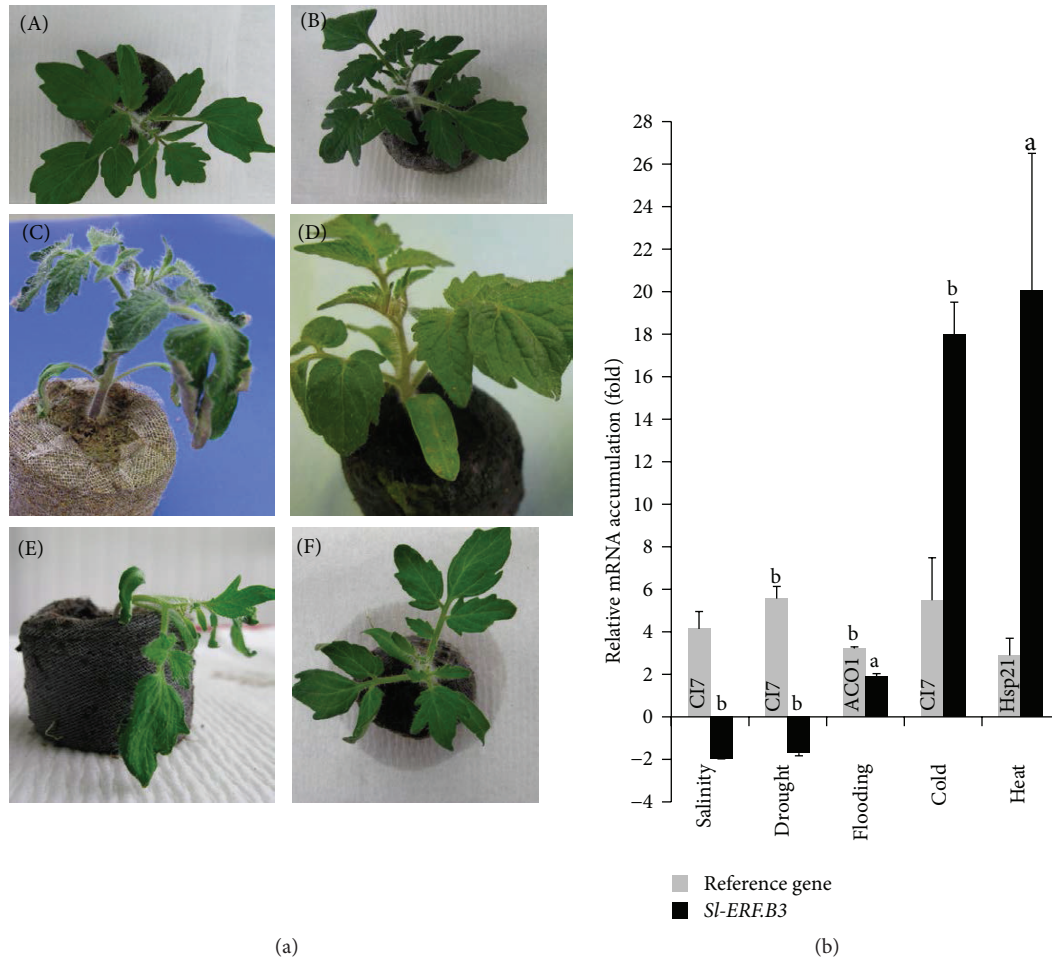 (A)
(B)
(C)
(D)
(E)
(F)
(a)
Relative mRNA accumulation (fold)
28
26
24
22
20
18
16
14
12
10
8
6
4
2
0
−2
−4
CI7
b
b
CI7
b
b
ACO1
a
CI7
b
Hsp21
a
Salinity
Drought
Flooding
Cold
Heat
Reference gene
Sl-ERF.B3
(b)